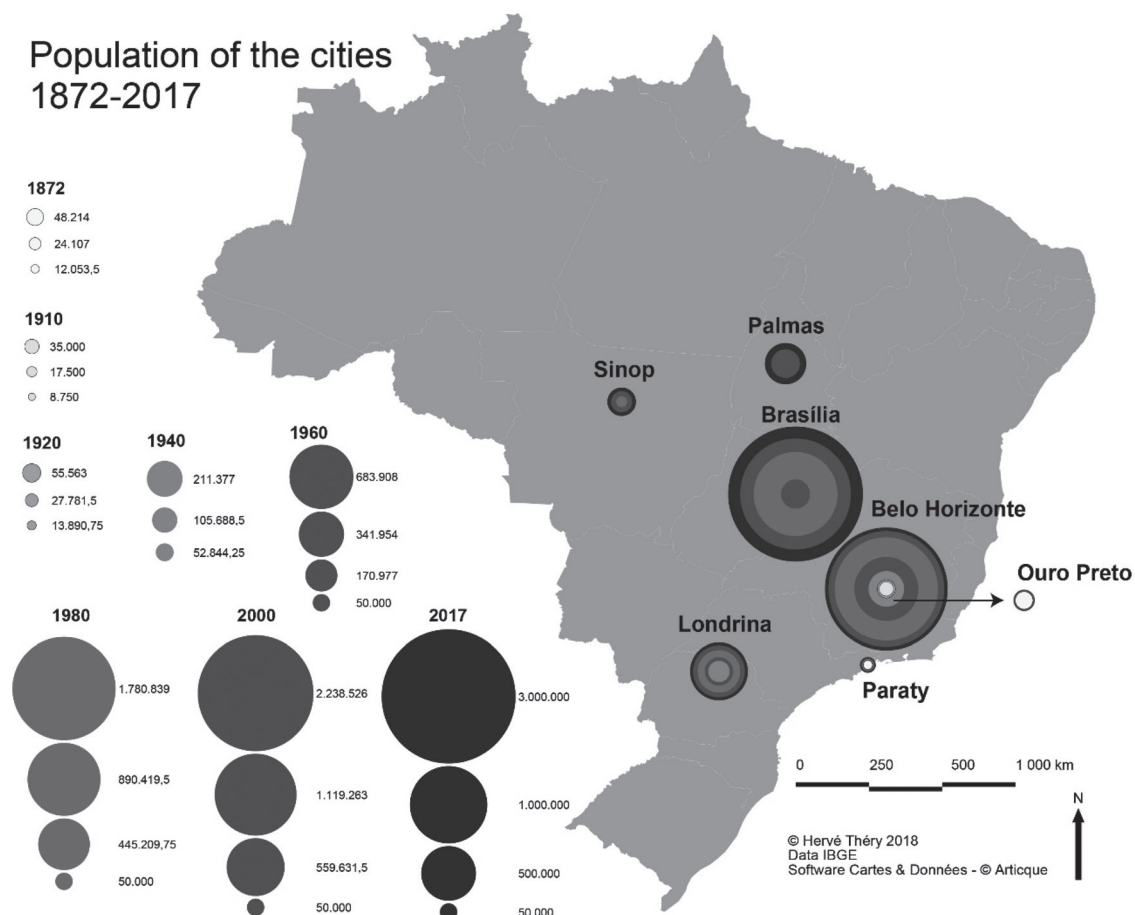 Population of the cities
1872-2017
1872
48.214
24.107
12.053,5
1910
35.000
17.500
8.750
1920
55.563
27.781,5
13.890,75
1940
211.377
105.688,5
52.844,25
1960
683.908
341.954
170.977
50.000
1980
1.780.839
890.419,5
445.209,75
50.000
2000
2.238.526
1.119.263
559.631,5
50.000
2017
3.000.000
1.000.000
500.000
50.000
Palmas
Sinop
Brasília
Belo Horizonte
Ouro Preto
Londrina
Paraty
0 250 500 1 000 km
N
© Hervé Théry 2018
Data IBGE
Software Cartes & Données - © Articque